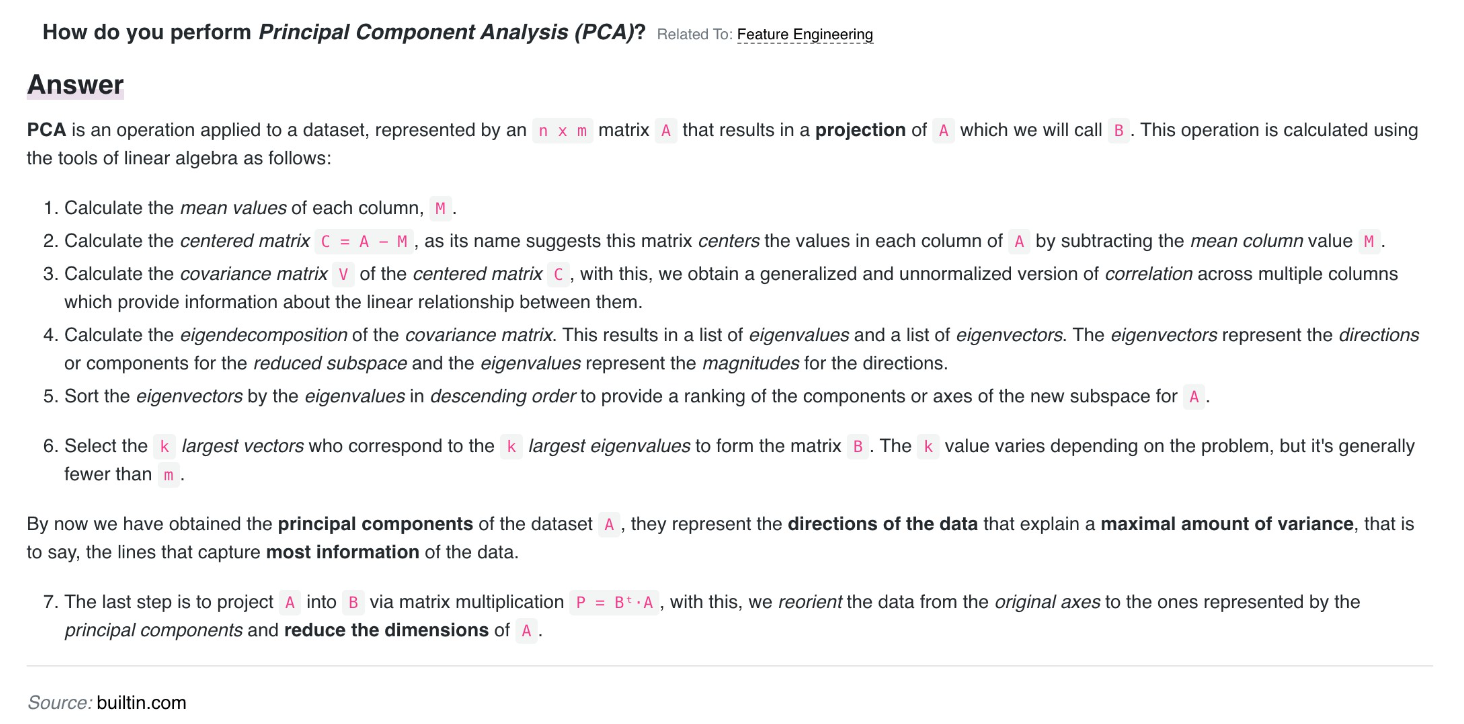 How do you perform Principal Component Analysis (PCA)? Related To: Feature Engineering
Answer
PCA is an operation applied to a dataset, represented by an n x m matrix A that results in a projection of A which we will call B. This operation is calculated using
the tools of linear algebra as follows:
1. Calculate the mean values of each column, M.
2. Calculate the centered matrix C = A − M, as its name suggests this matrix centers the values in each column of A by subtracting the mean column value M.
3. Calculate the covariance matrix V of the centered matrix C, with this, we obtain a generalized and unnormalized version of correlation across multiple columns
which provide information about the linear relationship between them.
4. Calculate the eigendecomposition of the covariance matrix. This results in a list of eigenvalues and a list of eigenvectors. The eigenvectors represent the directions
or components for the reduced subspace and the eigenvalues represent the magnitudes for the directions.
5. Sort the eigenvectors by the eigenvalues in descending order to provide a ranking of the components or axes of the new subspace for A.
6. Select the k largest vectors who correspond to the k largest eigenvalues to form the matrix B. The k value varies depending on the problem, but it's generally
fewer than m.
By now we have obtained the principal components of the dataset A, they represent the directions of the data that explain a maximal amount of variance, that is
to say, the lines that capture most information of the data.
7. The last step is to project A into B via matrix multiplication P = Bᵗ·A, with this, we reorient the data from the original axes to the ones represented by the
principal components and reduce the dimensions of A.
Source: builtin.com